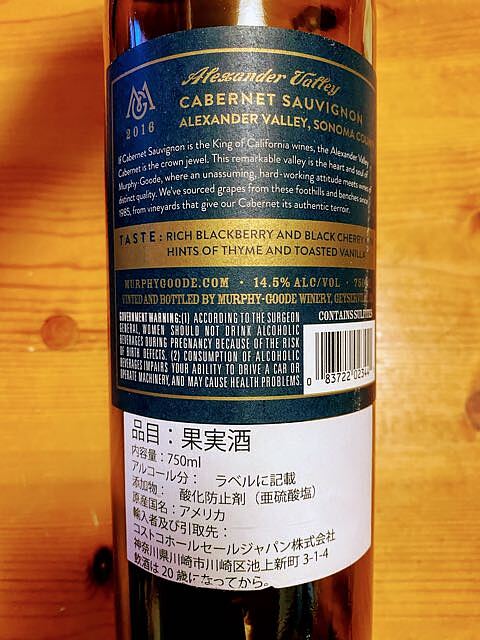 Alexander Valley
MG
CABERNET SAUVIGNON
2016
ALEXANDER VALLEY, SONOMA COUN
If Cabernet Sauvignon is the King of California wines, the Alexander Valley
Cabernet is the crown jewel. This remarkable valley is the heart and soul of
Murphy-Goode, where an unassuming, hard-working attitude meets wines of
distinct quality. We've sourced grapes from these foothills and benches since
1985, from vineyards that give our Cabernet its authentic terroir.
TASTE: RICH BLACKBERRY AND BLACK CHERRY
HINTS OF THYME AND TOASTED VANILLA
MURPHYGOODE.COM · 14.5% ALC/VOL · 750
VINTED AND BOTTLED BY MURPHY-GOODE WINERY, GEYSERVIL
GOVERNMENT WARNING: (1) ACCORDING TO THE SURGEON
GENERAL, WOMEN SHOULD NOT DRINK ALCOHOLIC
BEVERAGES DURING PREGNANCY BECAUSE OF THE RISK
OF BIRTH DEFECTS. (2) CONSUMPTION OF ALCOHOLIC
BEVERAGES IMPAIRS YOUR ABILITY TO DRIVE A CAR OR
OPERATE MACHINERY, AND MAY CAUSE HEALTH PROBLEMS.
CONTAINS SULFITES
0 83722 02344
品目：果実酒
内容量：750ml
アルコール分： ラベルに記載
添加物： 酸化防止剤（亜硫酸塩）
原産国名：アメリカ
輸入者及び引取先：
コストコホールセールジャパン株式会社
神奈川県川崎市川崎区池上新町 3-1-4
飲酒は 20 歳になってから。